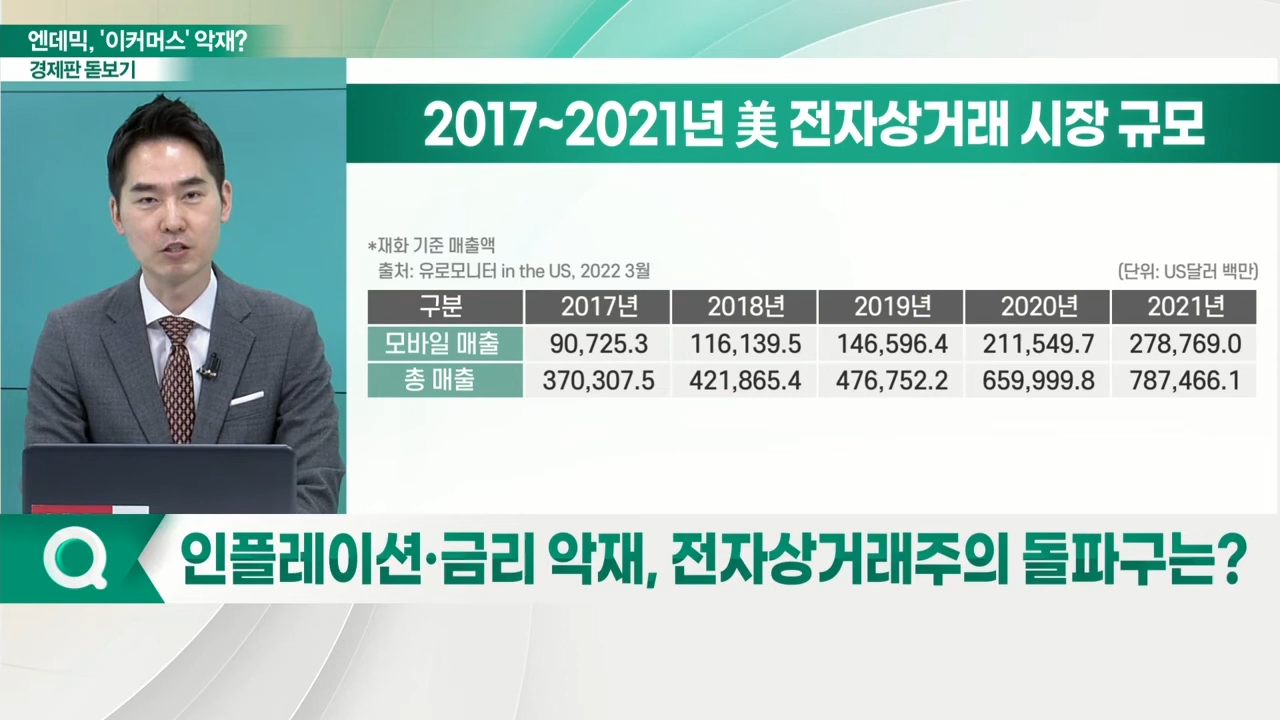 엔데믹, '이커머스' 악재?
경제판 돋보기
2017~2021년 美 전자상거래 시장 규모
*재화 기준 매출액
출처: 유로모니터 in the US, 2022 3월
(단위: US달러 백만)
구분 2017년 2018년 2019년 2020년 2021년
모바일 매출 90,725.3 116,139.5 146,596.4 211,549.7 278,769.0
총 매출 370,307.5 421,865.4 476,752.2 659,999.8 787,466.1
Q 인플레이션·금리 악재, 전자상거래주의 돌파구는?